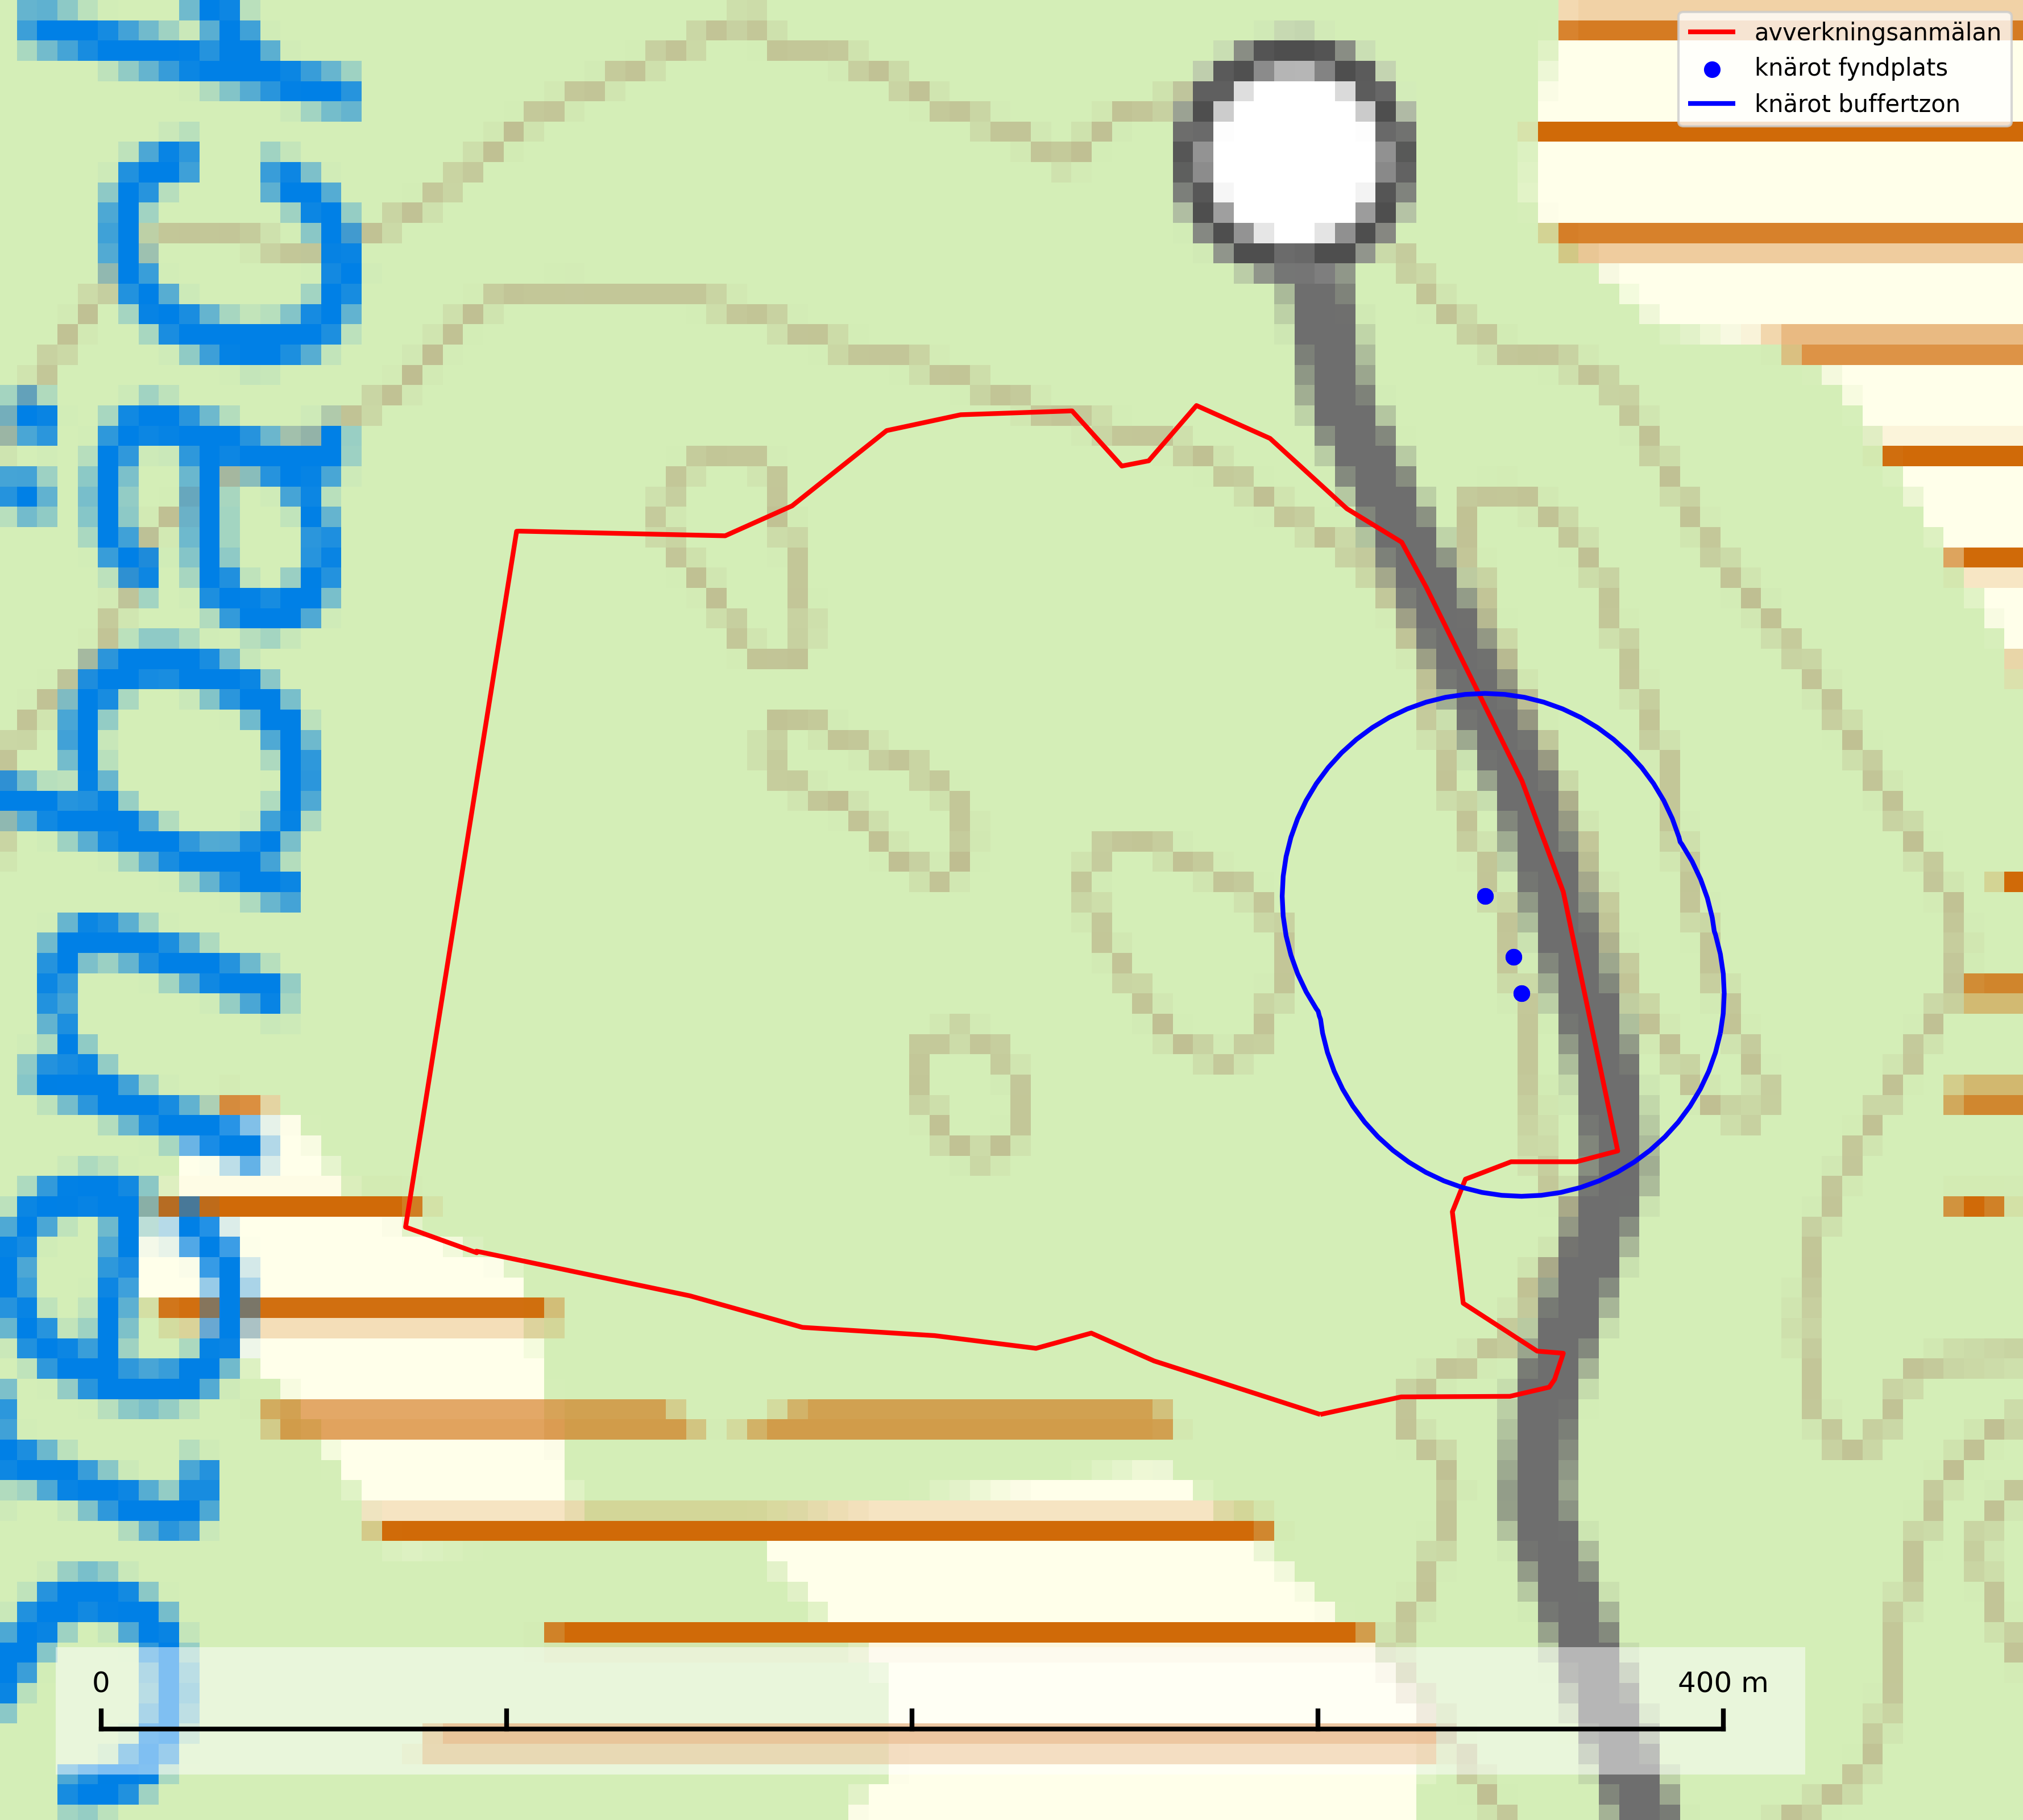 avverkningsanmälan
knärot fyndplats
knärot buffertzon
0
400 m